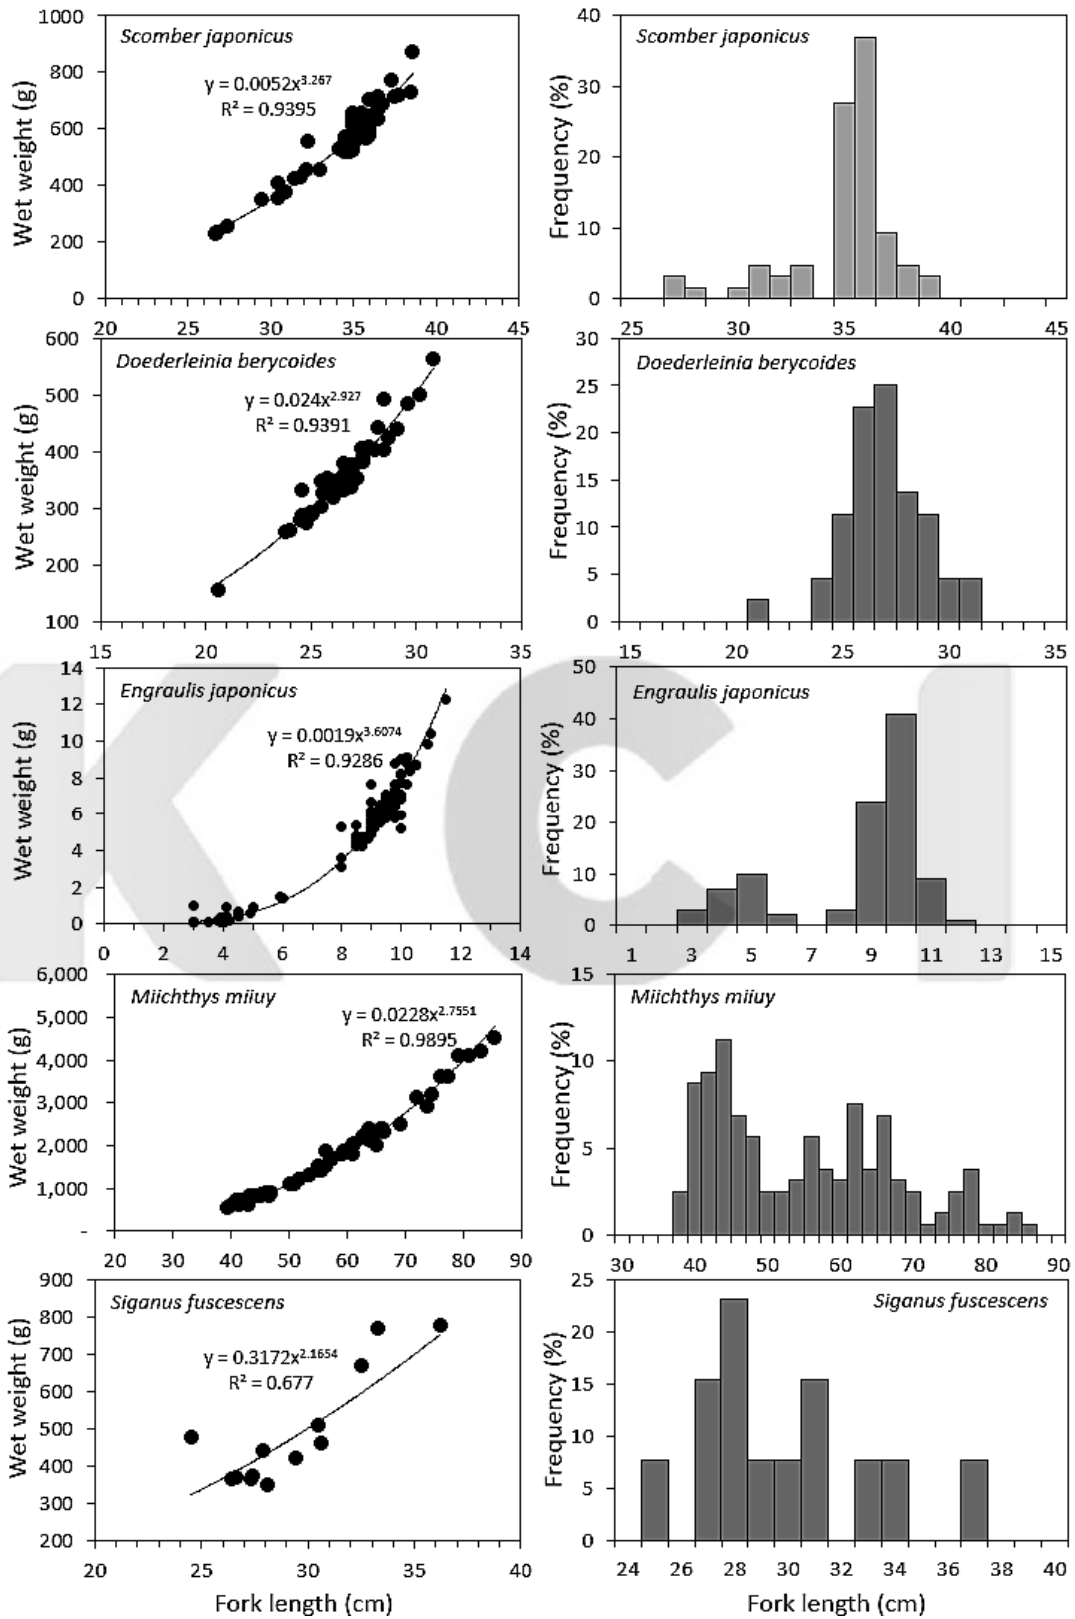 Scomber japonicus
y = 0.0052x^3.267
R² = 0.9395
Wet weight (g)
1000
800
600
400
200
0
20 25 30 35 40 45
Scomber japonicus
Frequency (%)
40
30
20
10
0
25 30 35 40 45
Doederleinia berycoides
y = 0.024x^2.927
R² = 0.9391
Wet weight (g)
600
500
400
300
200
100
15 20 25 30 35
Doederleinia berycoides
Frequency (%)
30
25
20
15
10
5
0
15 20 25 30 35
Engraulis japonicus
y = 0.0019x^3.6074
R² = 0.9286
Wet weight (g)
14
12
10
8
6
4
2
0
0 2 4 6 8 10 12 14
Engraulis japonicus
Frequency (%)
50
40
30
20
10
0
1 3 5 7 9 11 13 15
Miichthys miiuy
y = 0.0228x^2.7551
R² = 0.9895
Wet weight (g)
6,000
5,000
4,000
3,000
2,000
1,000
-
20 30 40 50 60 70 80 90
Miichthys miiuy
Frequency (%)
15
10
5
0
30 40 50 60 70 80 90
Siganus fuscescens
y = 0.3172x^2.1654
R² = 0.677
Wet weight (g)
900
800
700
600
500
400
300
200
20 25 30 35 40
Fork length (cm)
Siganus fuscescens
Frequency (%)
25
20
15
10
5
0
24 26 28 30 32 34 36 38 40
Fork length (cm)
KCI